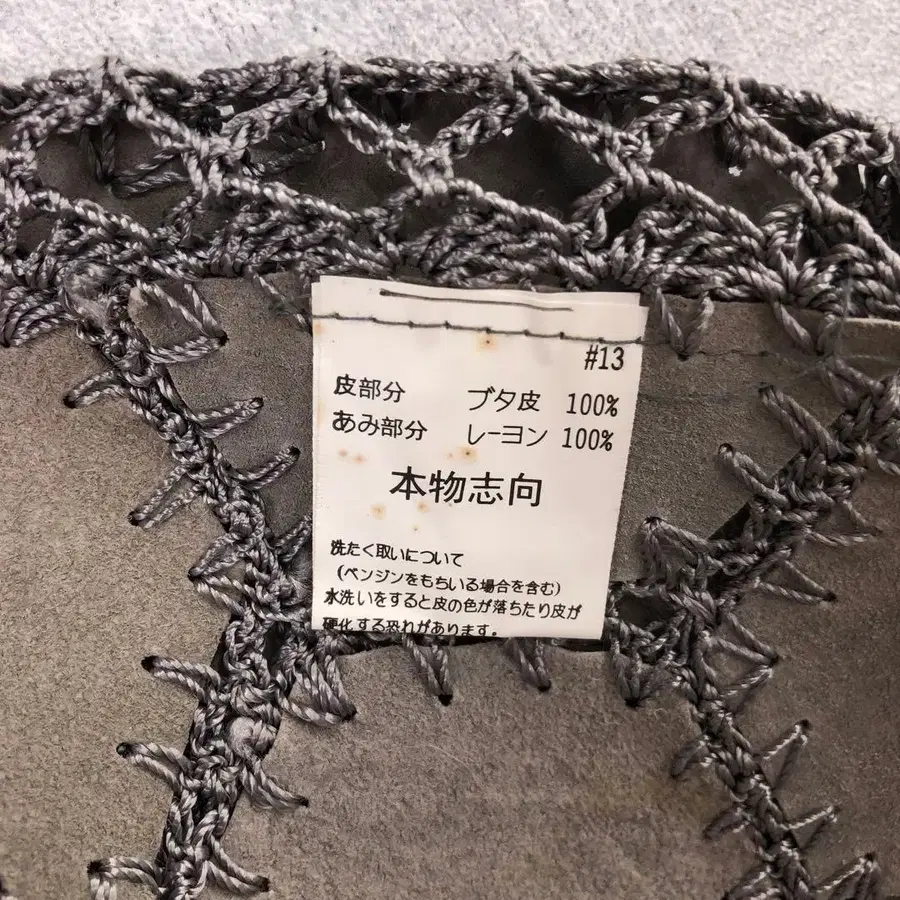 #13
皮部分 ブタ皮 100%
あみ部分 レーヨン 100%
本物志向
洗たく取いについて
(ベンジンをもちいる場合を含む)
水洗いをすると皮の色が落ちたり皮が
硬化する恐れがあります。